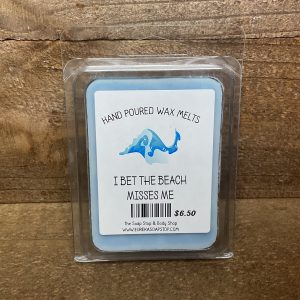 HAND POURED WAX MELTS
I BET THE BEACH
MISSES ME
$6.50
The Soap Stop & Body Shop
WWW.EUREKASOAPSTOP.COM